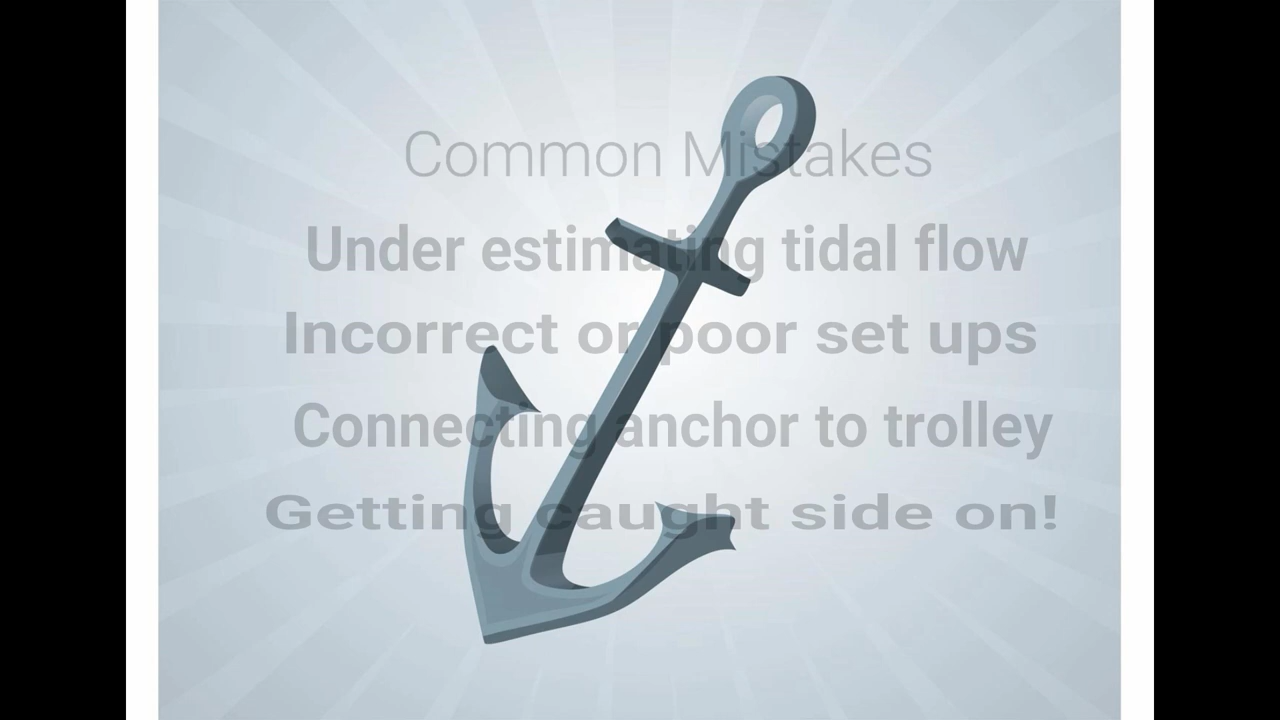 Common Mistakes
Under estimating tidal flow
Incorrect or poor set ups
Connecting anchor to trolley
Getting caught side on!